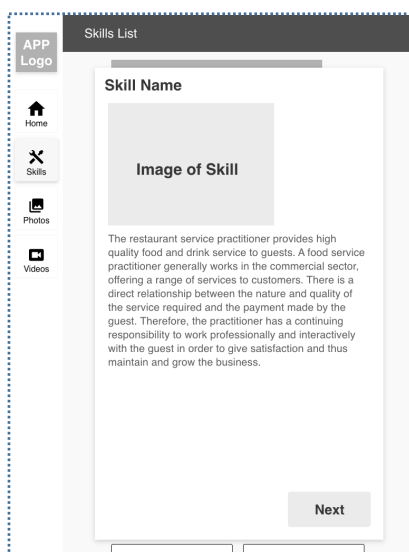 APP
Logo
Skills List
Home
Skills
Photos
Videos
Skill Name
Image of Skill
The restaurant service practitioner provides high
quality food and drink service to guests. A food service
practitioner generally works in the commercial sector,
offering a range of services to customers. There is a
direct relationship between the nature and quality of
the service required and the payment made by the
guest. Therefore, the practitioner has a continuing
responsibility to work professionally and interactively
with the guest in order to give satisfaction and thus
maintain and grow the business.
Next